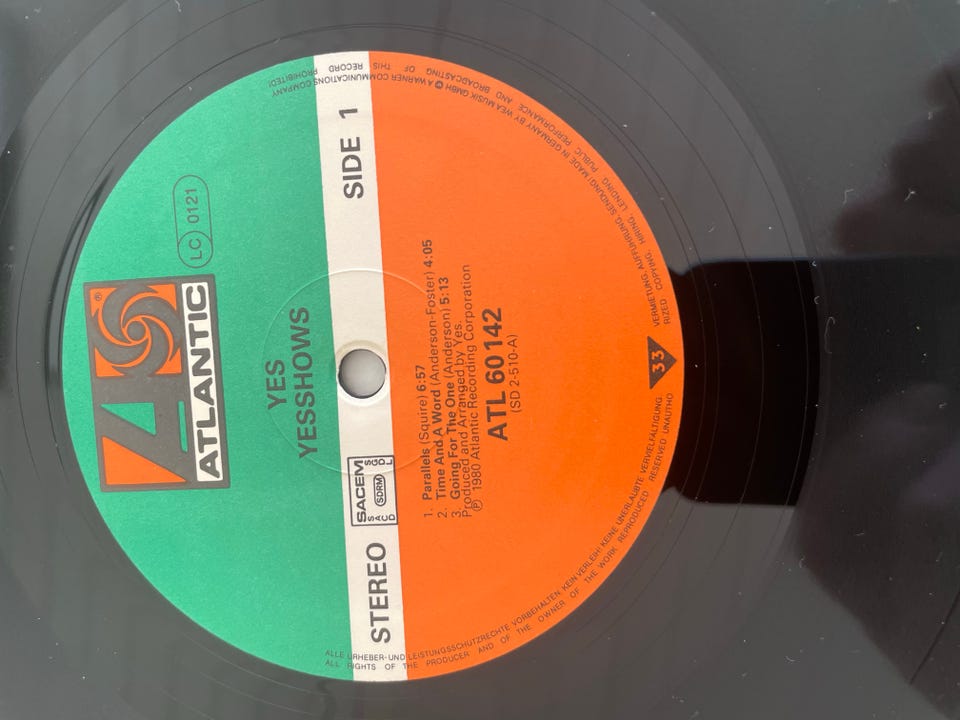 ATLANTIC
®
LC 0121
YES
YESSHOWS
STEREO
SACEM
SACD
SDRM
SGDL
SIDE 1
1. Parallels (Squire) 6:57
2. Time And A Word (Anderson-Foster) 4:05
3. Going For The One (Anderson) 5:13
Produced and Arranged by Yes.
℗ 1980 Atlantic Recording Corporation
ATL 60142
(SD 2-510-A)
33
ALLE URHEBER- UND LEISTUNGSSCHUTZRECHTE VORBEHALTEN. KEIN VERLEIH! KEINE UNERLAUBTE VERVIELFÄLTIGUNG, VERMIETUNG, AUFFÜHRUNG, SENDUNG! MADE IN GERMANY BY WEA MUSIK GMBH A WARNER COMMUNICATIONS COMPANY
ALL RIGHTS OF THE PRODUCER AND OF THE OWNER OF THE WORK REPRODUCED RESERVED. UNAUTHORIZED COPYING, HIRING, LENDING, PUBLIC PERFORMANCE AND BROADCASTING OF THIS RECORD PROHIBITED!